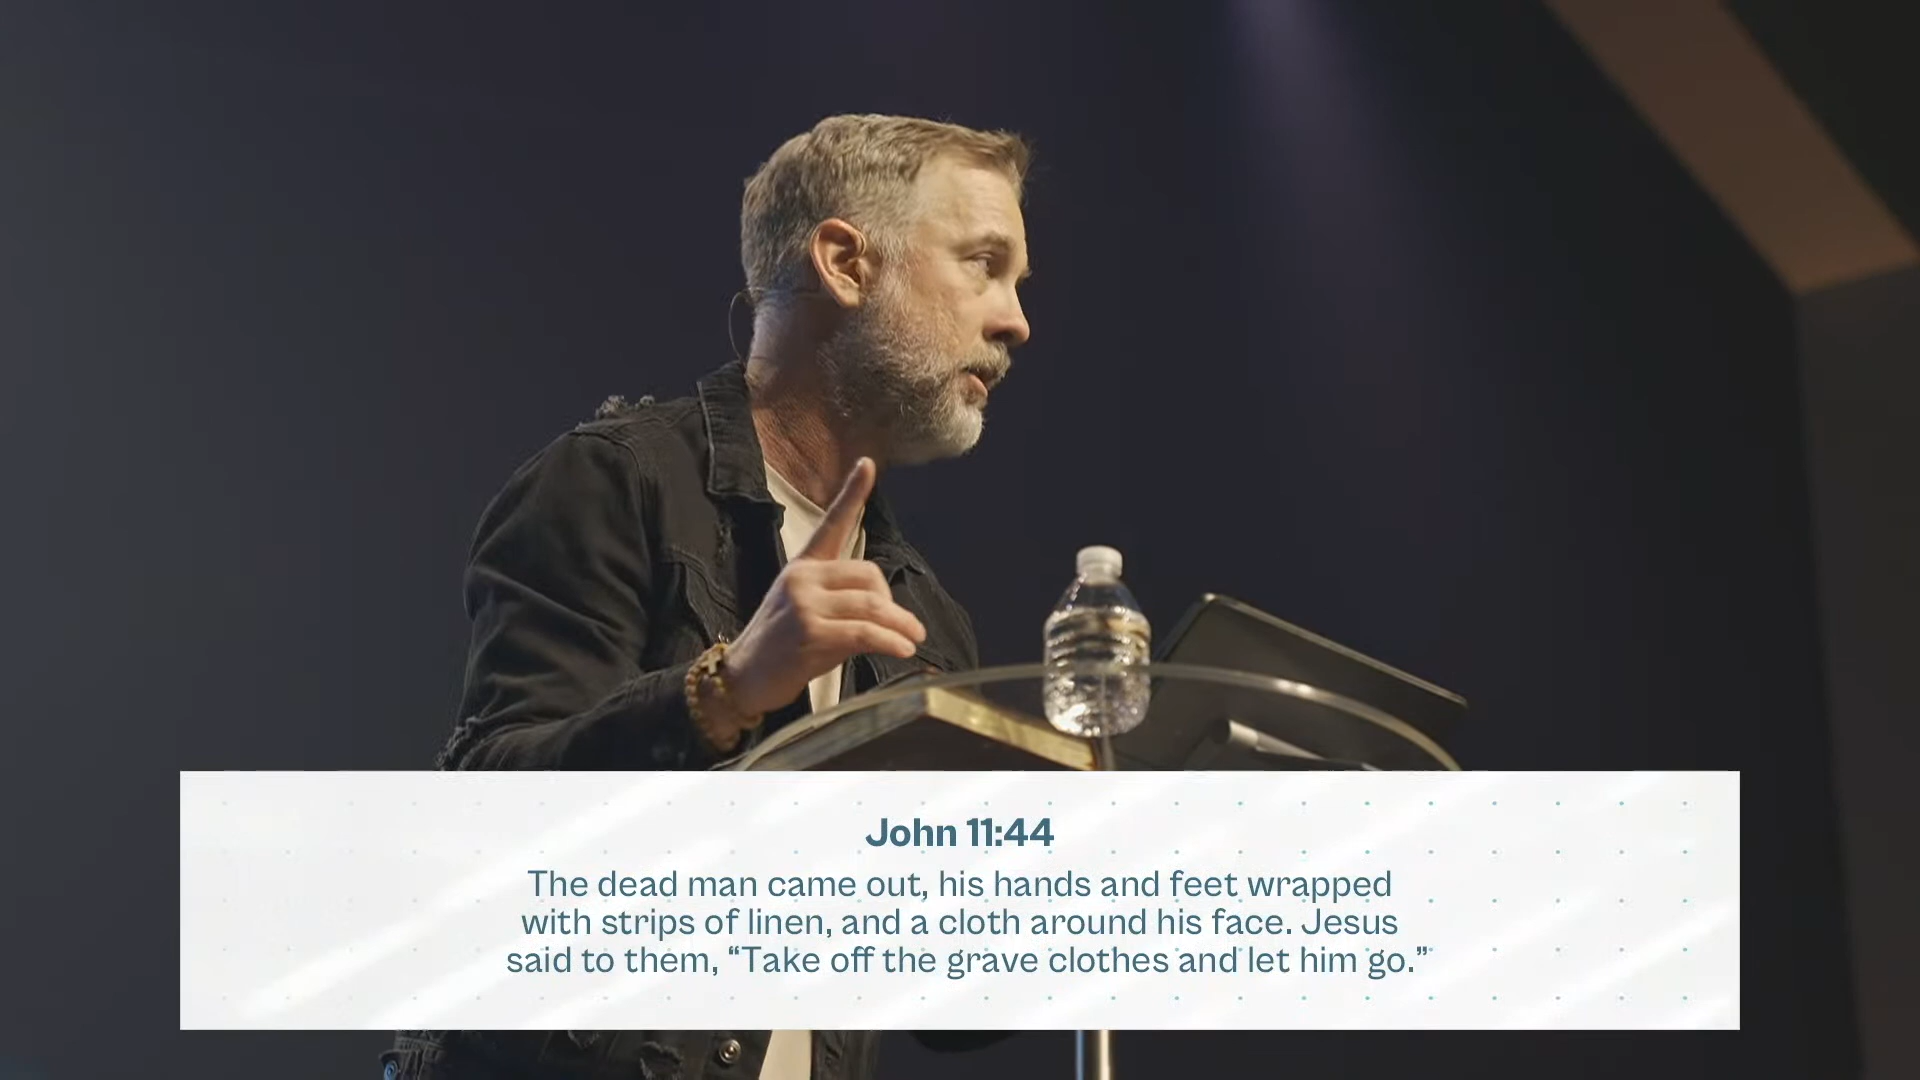 John 11:44
The dead man came out, his hands and feet wrapped
with strips of linen, and a cloth around his face. Jesus
said to them, “Take off the grave clothes and let him go.”